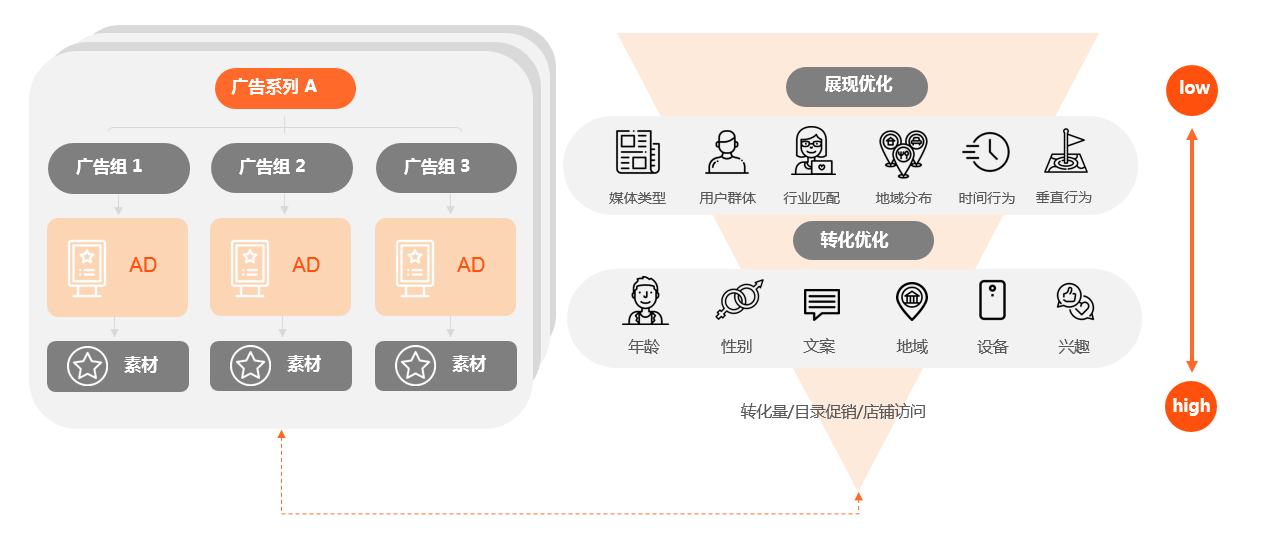 广告系列 A
广告组 1
广告组 2
广告组 3
AD
AD
AD
素材
素材
素材
展现优化
媒体类型
用户群体
行业匹配
地域分布
时间行为
垂直行为
转化优化
年龄
性别
文案
地域
设备
兴趣
转化量/目录促销/店铺访问
low
high